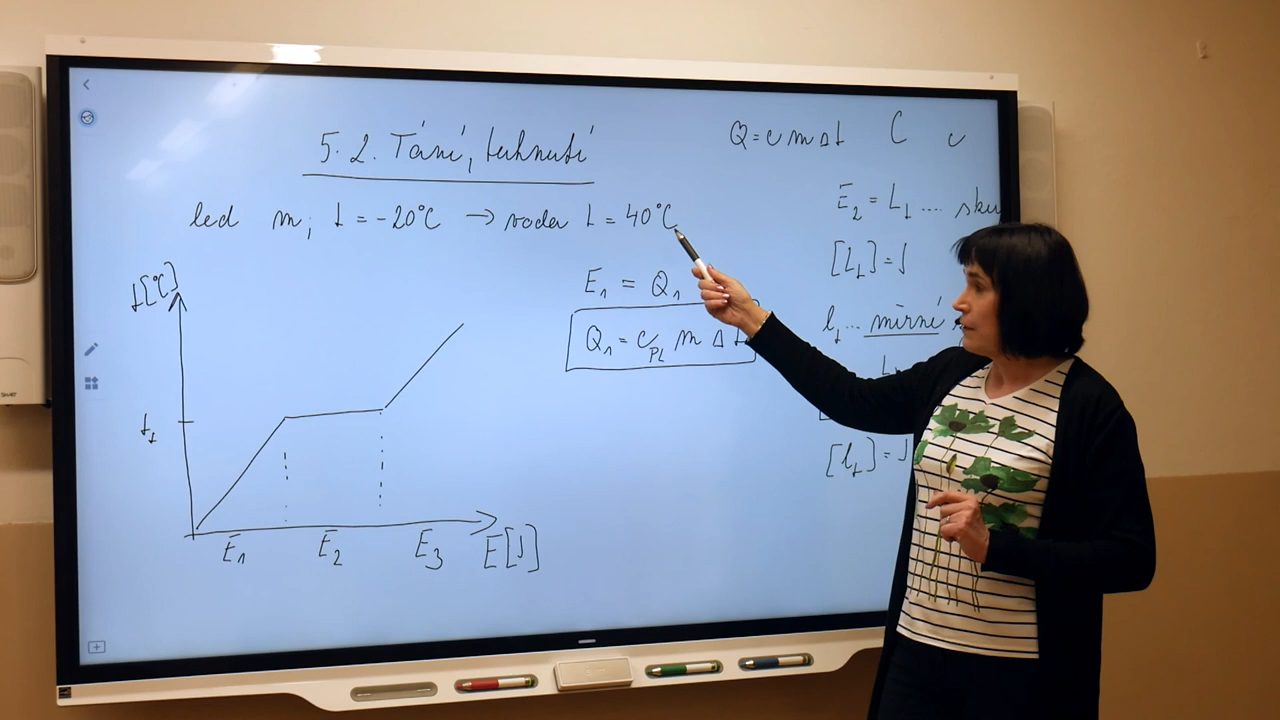 5.2. Tání, tuhnutí
led m, t = -20°C → voda t = 40°C
t[°C]
t_t
E₁ E₂ E₃ E[J]
E₁ = Q₁
Q₁ = c_PL m Δt
Q = c m Δt C c
E₂ = L_t .... sku
[L_t] = J
l_t ... mírní
[l_t] = J